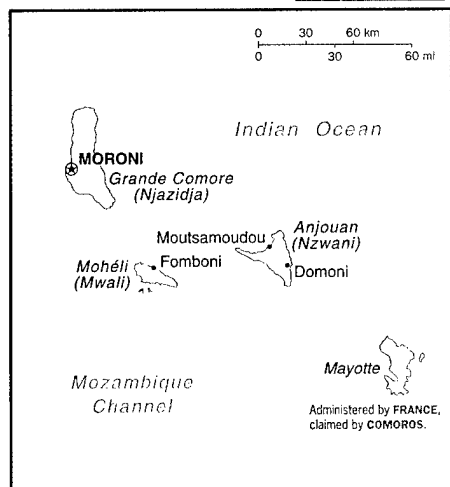 0 30 60 km
0 30 60 mi
Indian Ocean
MORONI
Grande Comore
(Njazidja)
Anjouan
(Nzwani)
Moutsamoudou
Domoni
Mohéli
(Mwali)
Fomboni
Mayotte
Administered by FRANCE,
claimed by COMOROS.
Mozambique
Channel